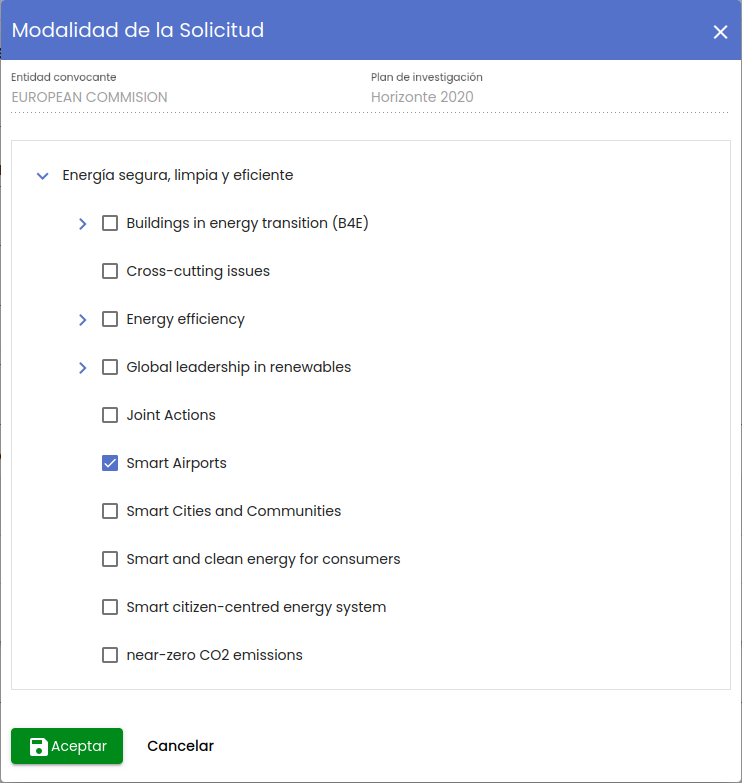 Modalidad de la Solicitud
Entidad convocante Plan de investigación
EUROPEAN COMMISION Horizonte 2020
Energía segura, limpia y eficiente
Buildings in energy transition (B4E)
Cross-cutting issues
Energy efficiency
Global leadership in renewables
Joint Actions
Smart Airports
Smart Cities and Communities
Smart and clean energy for consumers
Smart citizen-centred energy system
near-zero CO2 emissions
Aceptar Cancelar